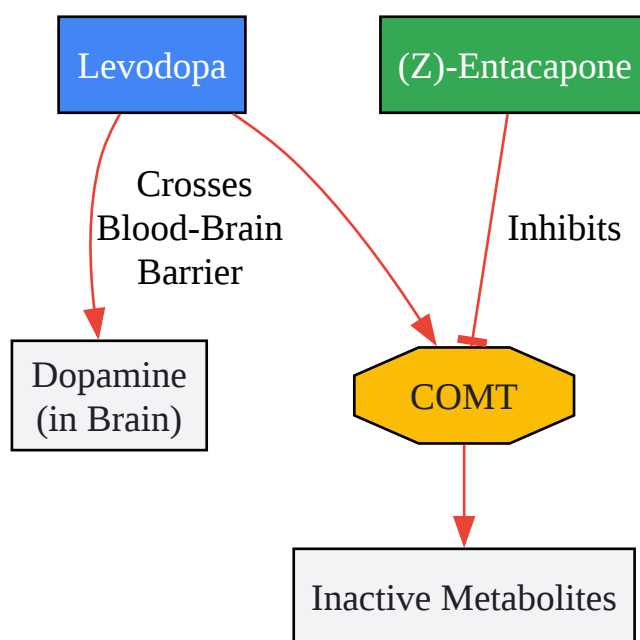 Levodopa
(Z)-Entacapone
Crosses
Blood-Brain
Barrier
Inhibits
Dopamine
(in Brain)
COMT
Inactive Metabolites